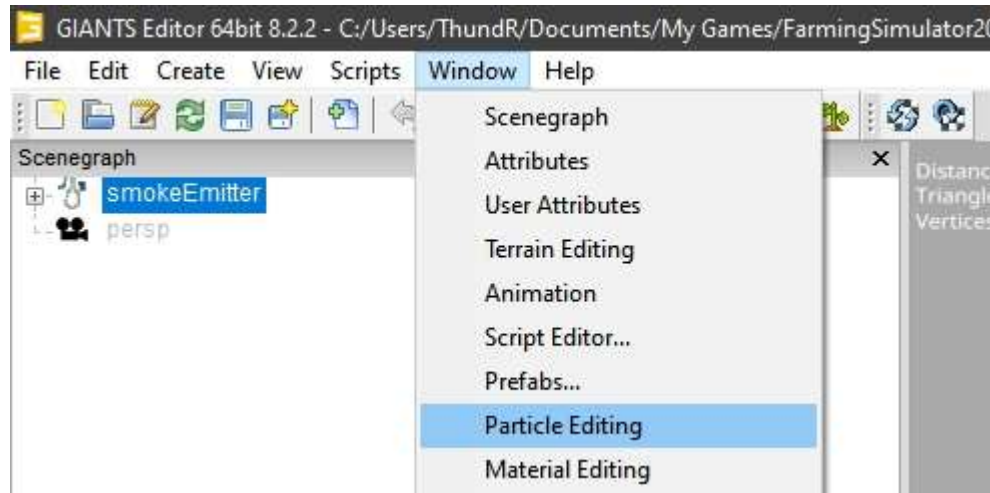 GIANTS Editor 64bit 8.2.2 - C:/Users/ThundR/Documents/My Games/FarmingSimulator20
File Edit Create View Scripts Window Help
Scenegraph
smokeEmitter
persp
Scenegraph
Attributes
User Attributes
Terrain Editing
Animation
Script Editor...
Prefabs...
Particle Editing
Material Editing
Distanc
Triangle
Vertices